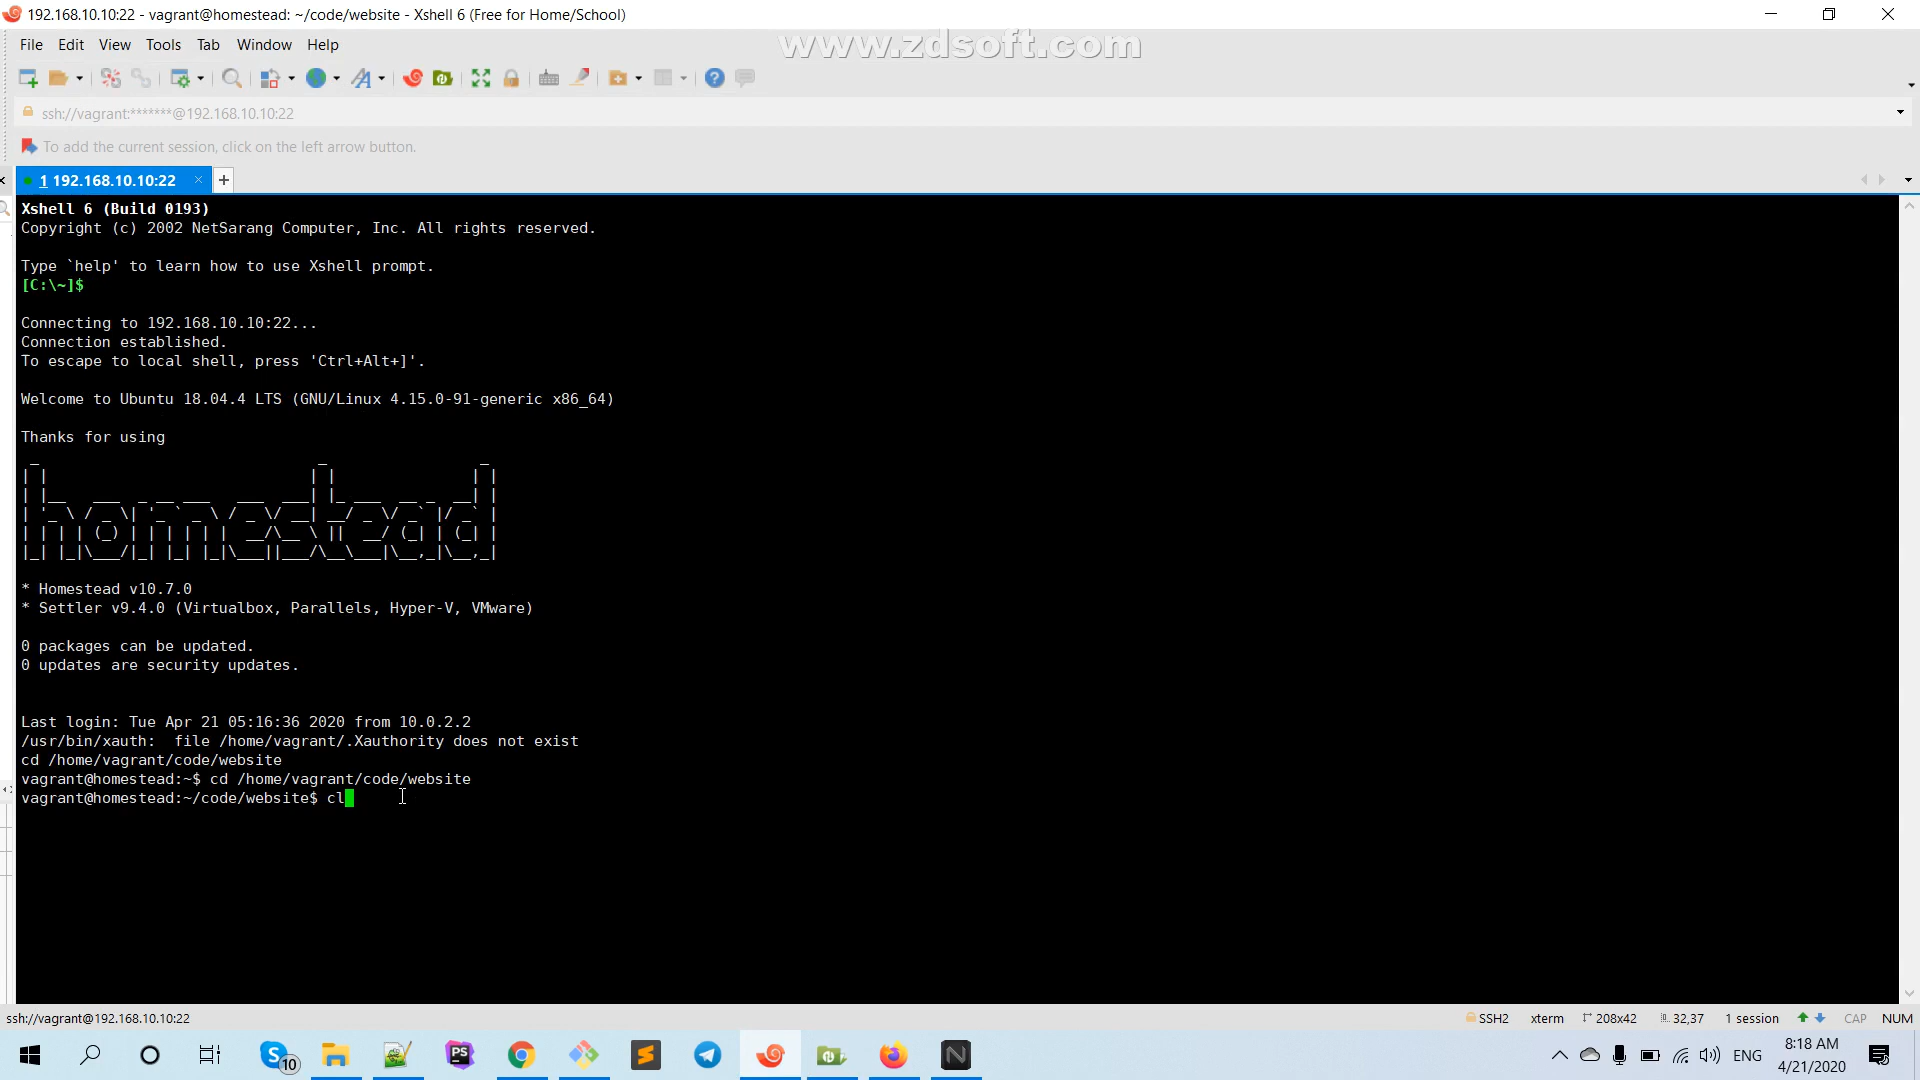 192.168.10.10:22 - vagrant@homestead: ~/code/website - Xshell 6 (Free for Home/School)
File Edit View Tools Tab Window Help
www.zdsoft.com
ssh://vagrant:*******@192.168.10.10:22
To add the current session, click on the left arrow button.
1 192.168.10.10:22
Xshell 6 (Build 0193)
Copyright (c) 2002 NetSarang Computer, Inc. All rights reserved.
Type `help' to learn how to use Xshell prompt.
[C:\~]$
Connecting to 192.168.10.10:22...
Connection established.
To escape to local shell, press 'Ctrl+Alt+]'.
Welcome to Ubuntu 18.04.4 LTS (GNU/Linux 4.15.0-91-generic x86_64)
Thanks for using
homestead
* Homestead v10.7.0
* Settler v9.4.0 (Virtualbox, Parallels, Hyper-V, VMware)
0 packages can be updated.
0 updates are security updates.
Last login: Tue Apr 21 05:16:36 2020 from 10.0.2.2
/usr/bin/xauth:  file /home/vagrant/.Xauthority does not exist
cd /home/vagrant/code/website
vagrant@homestead:~$ cd /home/vagrant/code/website
vagrant@homestead:~/code/website$ cl
ssh://vagrant@192.168.10.10:22
SSH2 xterm 208x42 32,37 1 session CAP NUM
10
PS
N
ENG
8:18 AM
4/21/2020